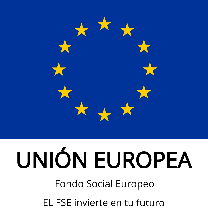 UNIÓN EUROPEA
Fondo Social Europeo
EL FSE invierte en tu futuro